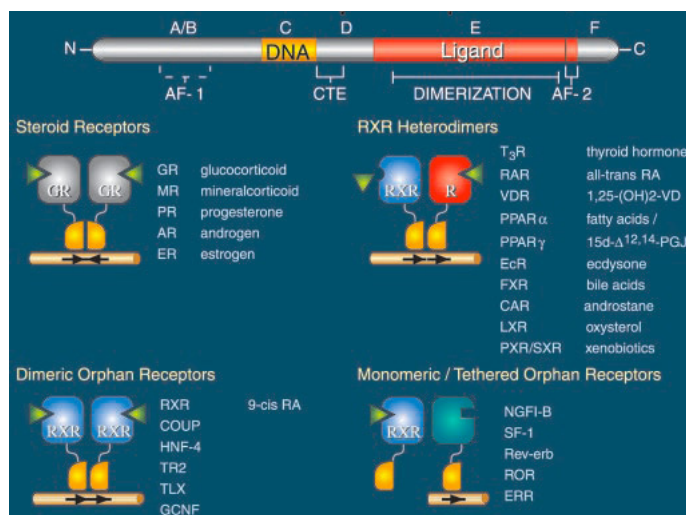 A/B C D E F
N DNA Ligand C
AF-1 CTE DIMERIZATION AF-2
Steroid Receptors
GR GR
GR glucocorticoid
MR mineralcorticoid
PR progesterone
AR androgen
ER estrogen
RXR Heterodimers
RXR R
T₃R thyroid hormone
RAR all-trans RA
VDR 1,25-(OH)2-VD
PPARα fatty acids /
PPARγ 15d-Δ12,14-PGJ
EcR ecdysone
FXR bile acids
CAR androstane
LXR oxysterol
PXR/SXR xenobiotics
Dimeric Orphan Receptors
RXR RXR
RXR 9-cis RA
COUP
HNF-4
TR2
TLX
GCNF
Monomeric / Tethered Orphan Receptors
RXR
NGFI-B
SF-1
Rev-erb
ROR
ERR